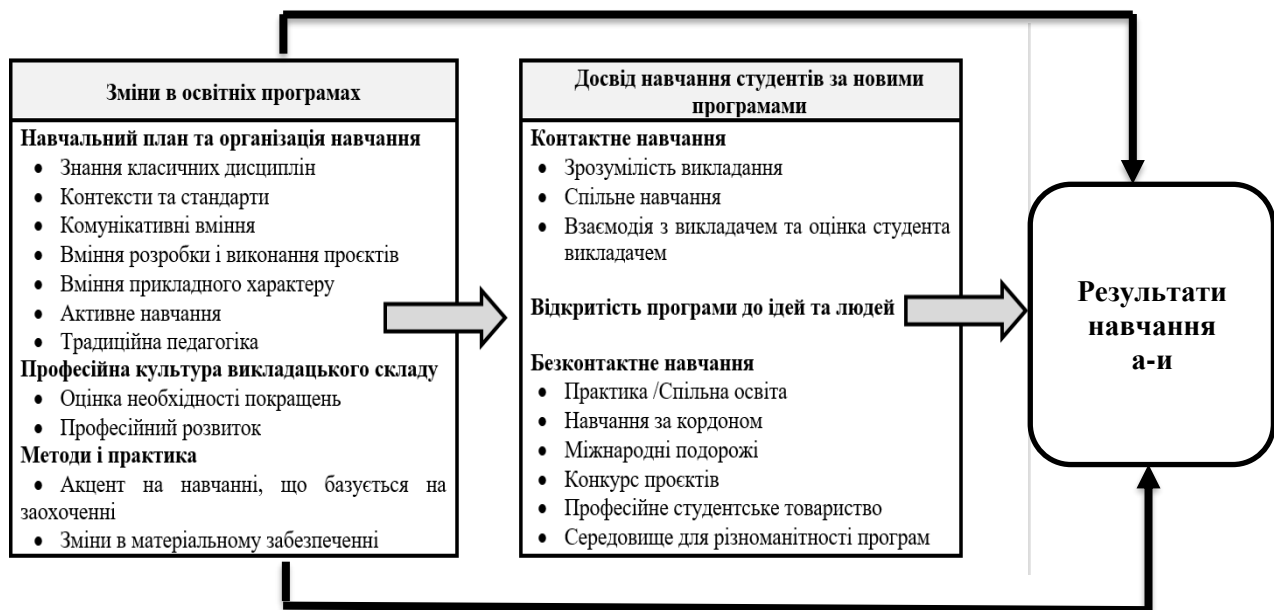 Зміни в освітніх програмах
Навчальний план та організація навчання
• Знання класичних дисциплін
• Контексти та стандарти
• Комунікативні вміння
• Вміння розробки і виконання проєктів
• Вміння прикладного характеру
• Активне навчання
• Традиційна педагогіка
Професійна культура викладацького складу
• Оцінка необхідності покращень
• Професійний розвиток
Методи і практика
• Акцент на навчанні, що базується на
заохоченні
• Зміни в матеріальному забезпеченні
Досвід навчання студентів за новими
програмами
Контактне навчання
• Зрозумілість викладання
• Спільне навчання
• Взаємодія з викладачем та оцінка студента
викладачем
Відкритість програми до ідей та людей
Безконтактне навчання
• Практика /Спільна освіта
• Навчання за кордоном
• Міжнародні подорожі
• Конкурс проєктів
• Професійне студентське товариство
• Середовище для різноманітності програм
Результати
навчання
а-и